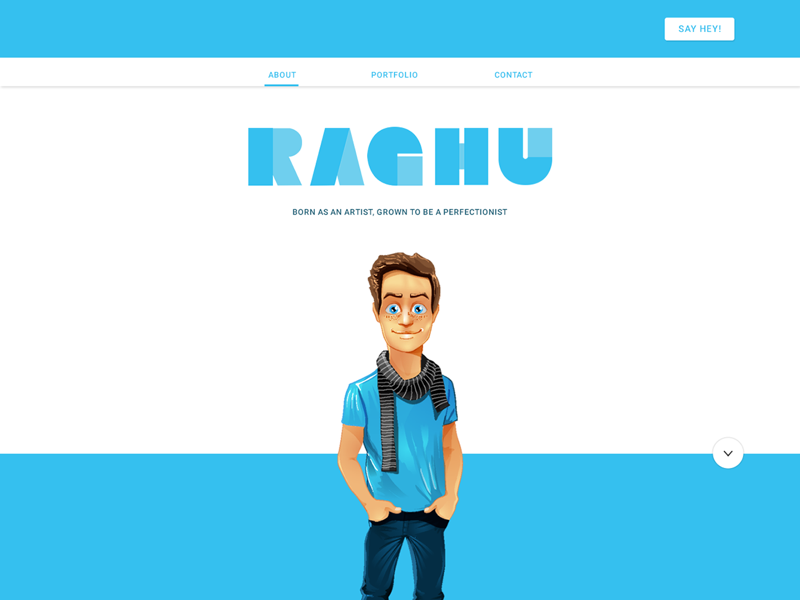 SAY HEY!
ABOUT PORTFOLIO CONTACT
RAGHU
BORN AS AN ARTIST, GROWN TO BE A PERFECTIONIST